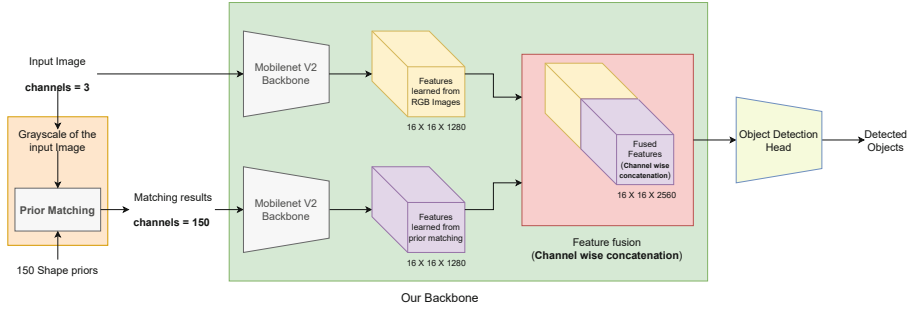 Input Image
channels = 3
Grayscale of the
input Image
Prior Matching
150 Shape priors
Matching results
channels = 150
Mobilenet V2
Backbone
Features
learned from
RGB Images
16 X 16 X 1280
Mobilenet V2
Backbone
Features
learned from
prior matching
16 X 16 X 1280
Fused
Features
(Channel wise
concatenation)
16 X 16 X 2560
Feature fusion
(Channel wise concatenation)
Our Backbone
Object Detection
Head
Detected
Objects